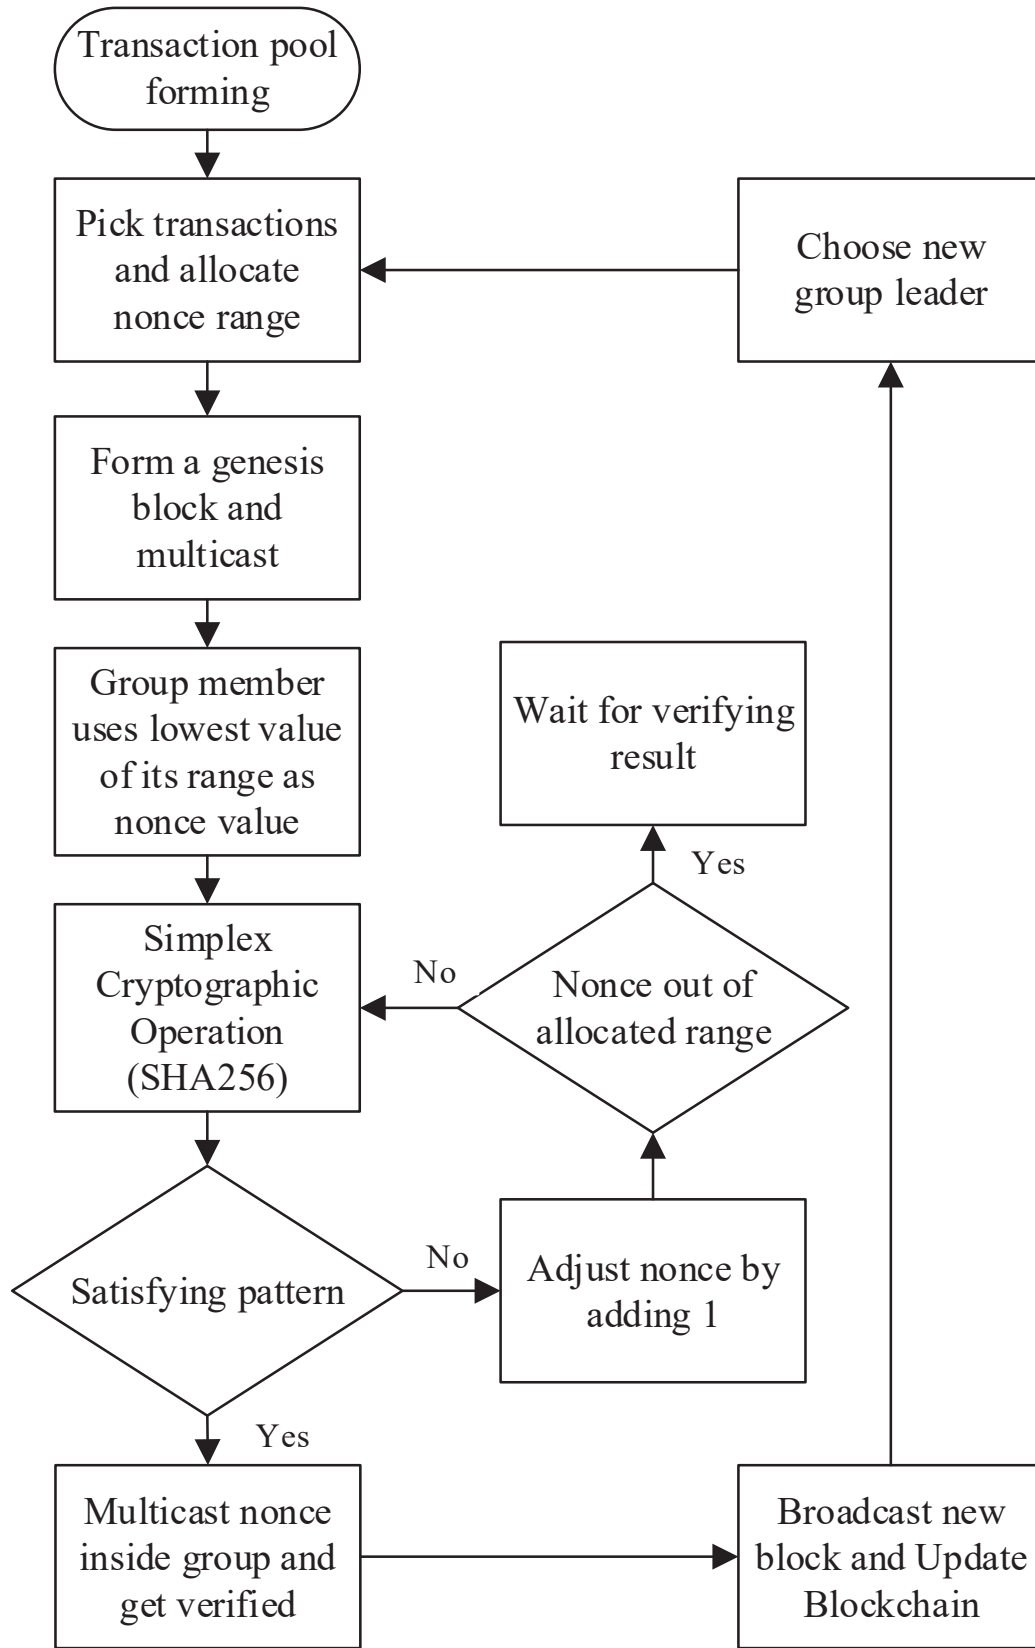 Transaction pool
forming
Pick transactions
and allocate
nonce range
Choose new
group leader
Form a genesis
block and
multicast
Group member
uses lowest value
of its range as
nonce value
Wait for verifying
result
Yes
Simplex
Cryptographic
Operation
(SHA256)
No
Nonce out of
allocated range
Satisfying pattern
No
Adjust nonce by
adding 1
Yes
Multicast nonce
inside group and
get verified
Broadcast new
block and Update
Blockchain